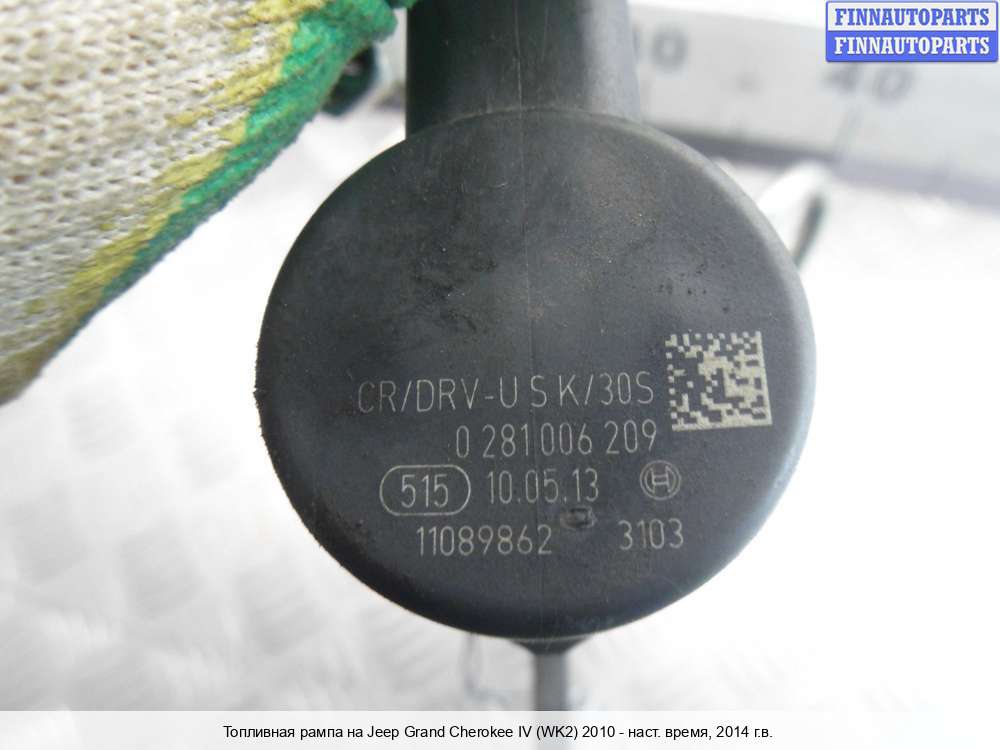 FINNAUTOPARTS
FINNAUTOPARTS
40
CR/DRV-U S K/30S
0 281 006 209
515 10.05.13
11089862 3103
Топливная рампа на Jeep Grand Cherokee IV (WK2) 2010 - наст. время, 2014 г.в.